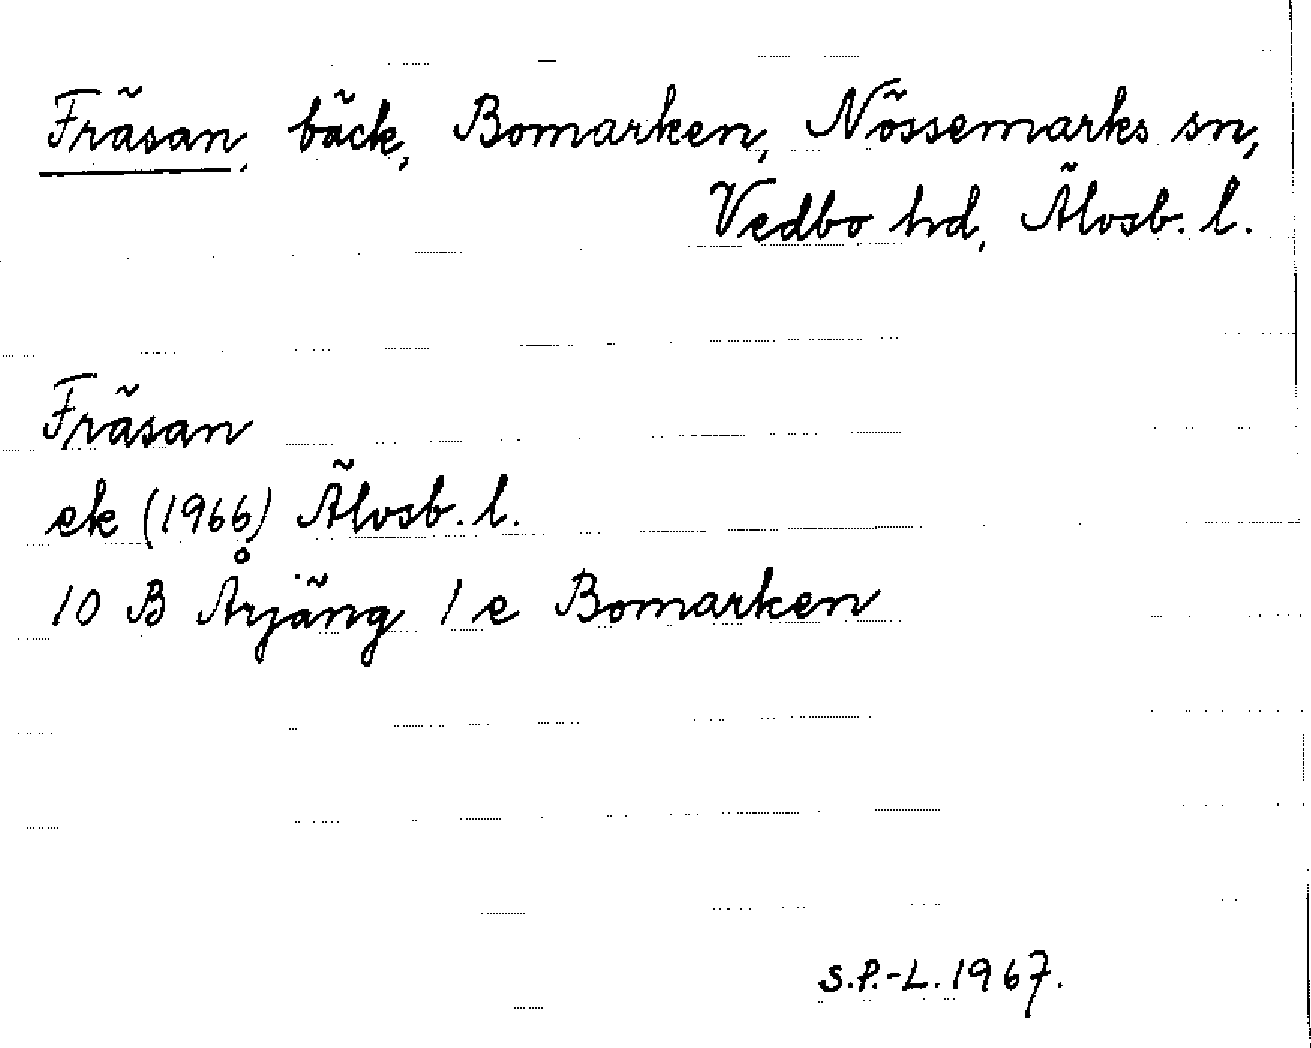 Fräsan, bäck, Bomarken, Nössemarks sn,
Vedbo hd, Älvsb. l.
Fräsan
ek (1966) Älvsb. l.
10 B Årjäng 1 e Bomarken
S.P.-L. 1967.